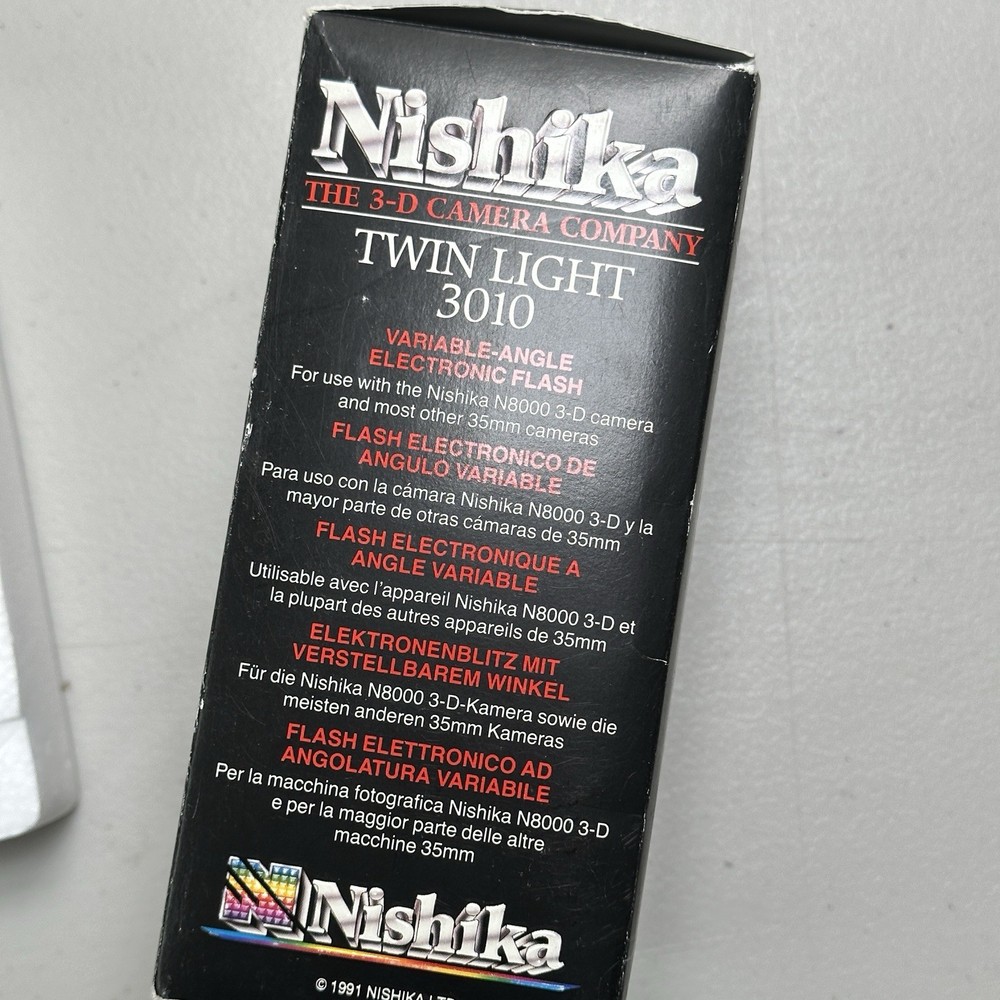 Nishika
THE 3-D CAMERA COMPANY
TWIN LIGHT
3010
VARIABLE-ANGLE
ELECTRONIC FLASH
For use with the Nishika N8000 3-D camera
and most other 35mm cameras
FLASH ELECTRONICO DE
ANGULO VARIABLE
Para uso con la cámara Nishika N8000 3-D y la
mayor parte de otras cámaras de 35mm
FLASH ELECTRONIQUE A
ANGLE VARIABLE
Utilisable avec l'appareil Nishika N8000 3-D et
la plupart des autres appareils de 35mm
ELEKTRONENBLITZ MIT
VERSTELLBAREM WINKEL
Für die Nishika N8000 3-D-Kamera sowie die
meisten anderen 35mm Kameras
FLASH ELETTRONICO AD
ANGOLATURA VARIABILE
Per la macchina fotografica Nishika N8000 3-D
e per la maggior parte delle altre
macchine 35mm
N Nishika
© 1991 NISHIKA